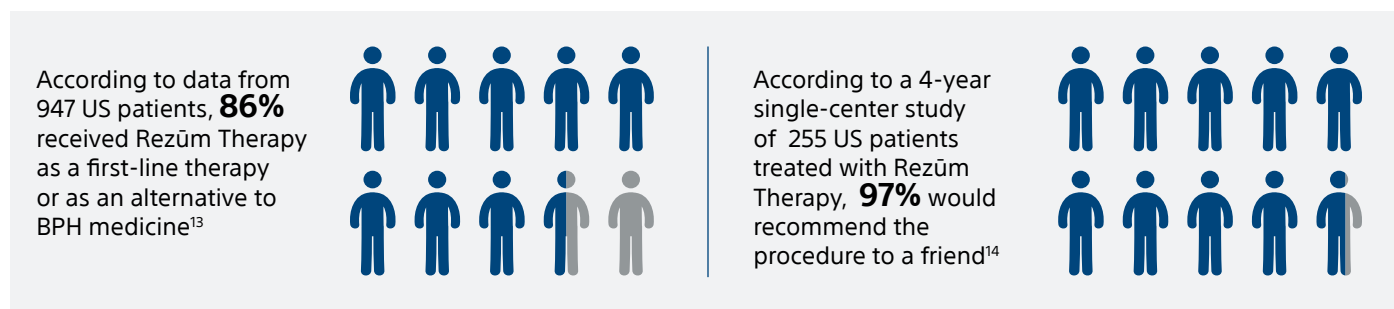 According to data from
947 US patients, 86%
received Rezūm Therapy
as a first-line therapy
or as an alternative to
BPH medicine¹³
According to a 4-year
single-center study
of 255 US patients
treated with Rezūm
Therapy, 97% would
recommend the
procedure to a friend¹⁴